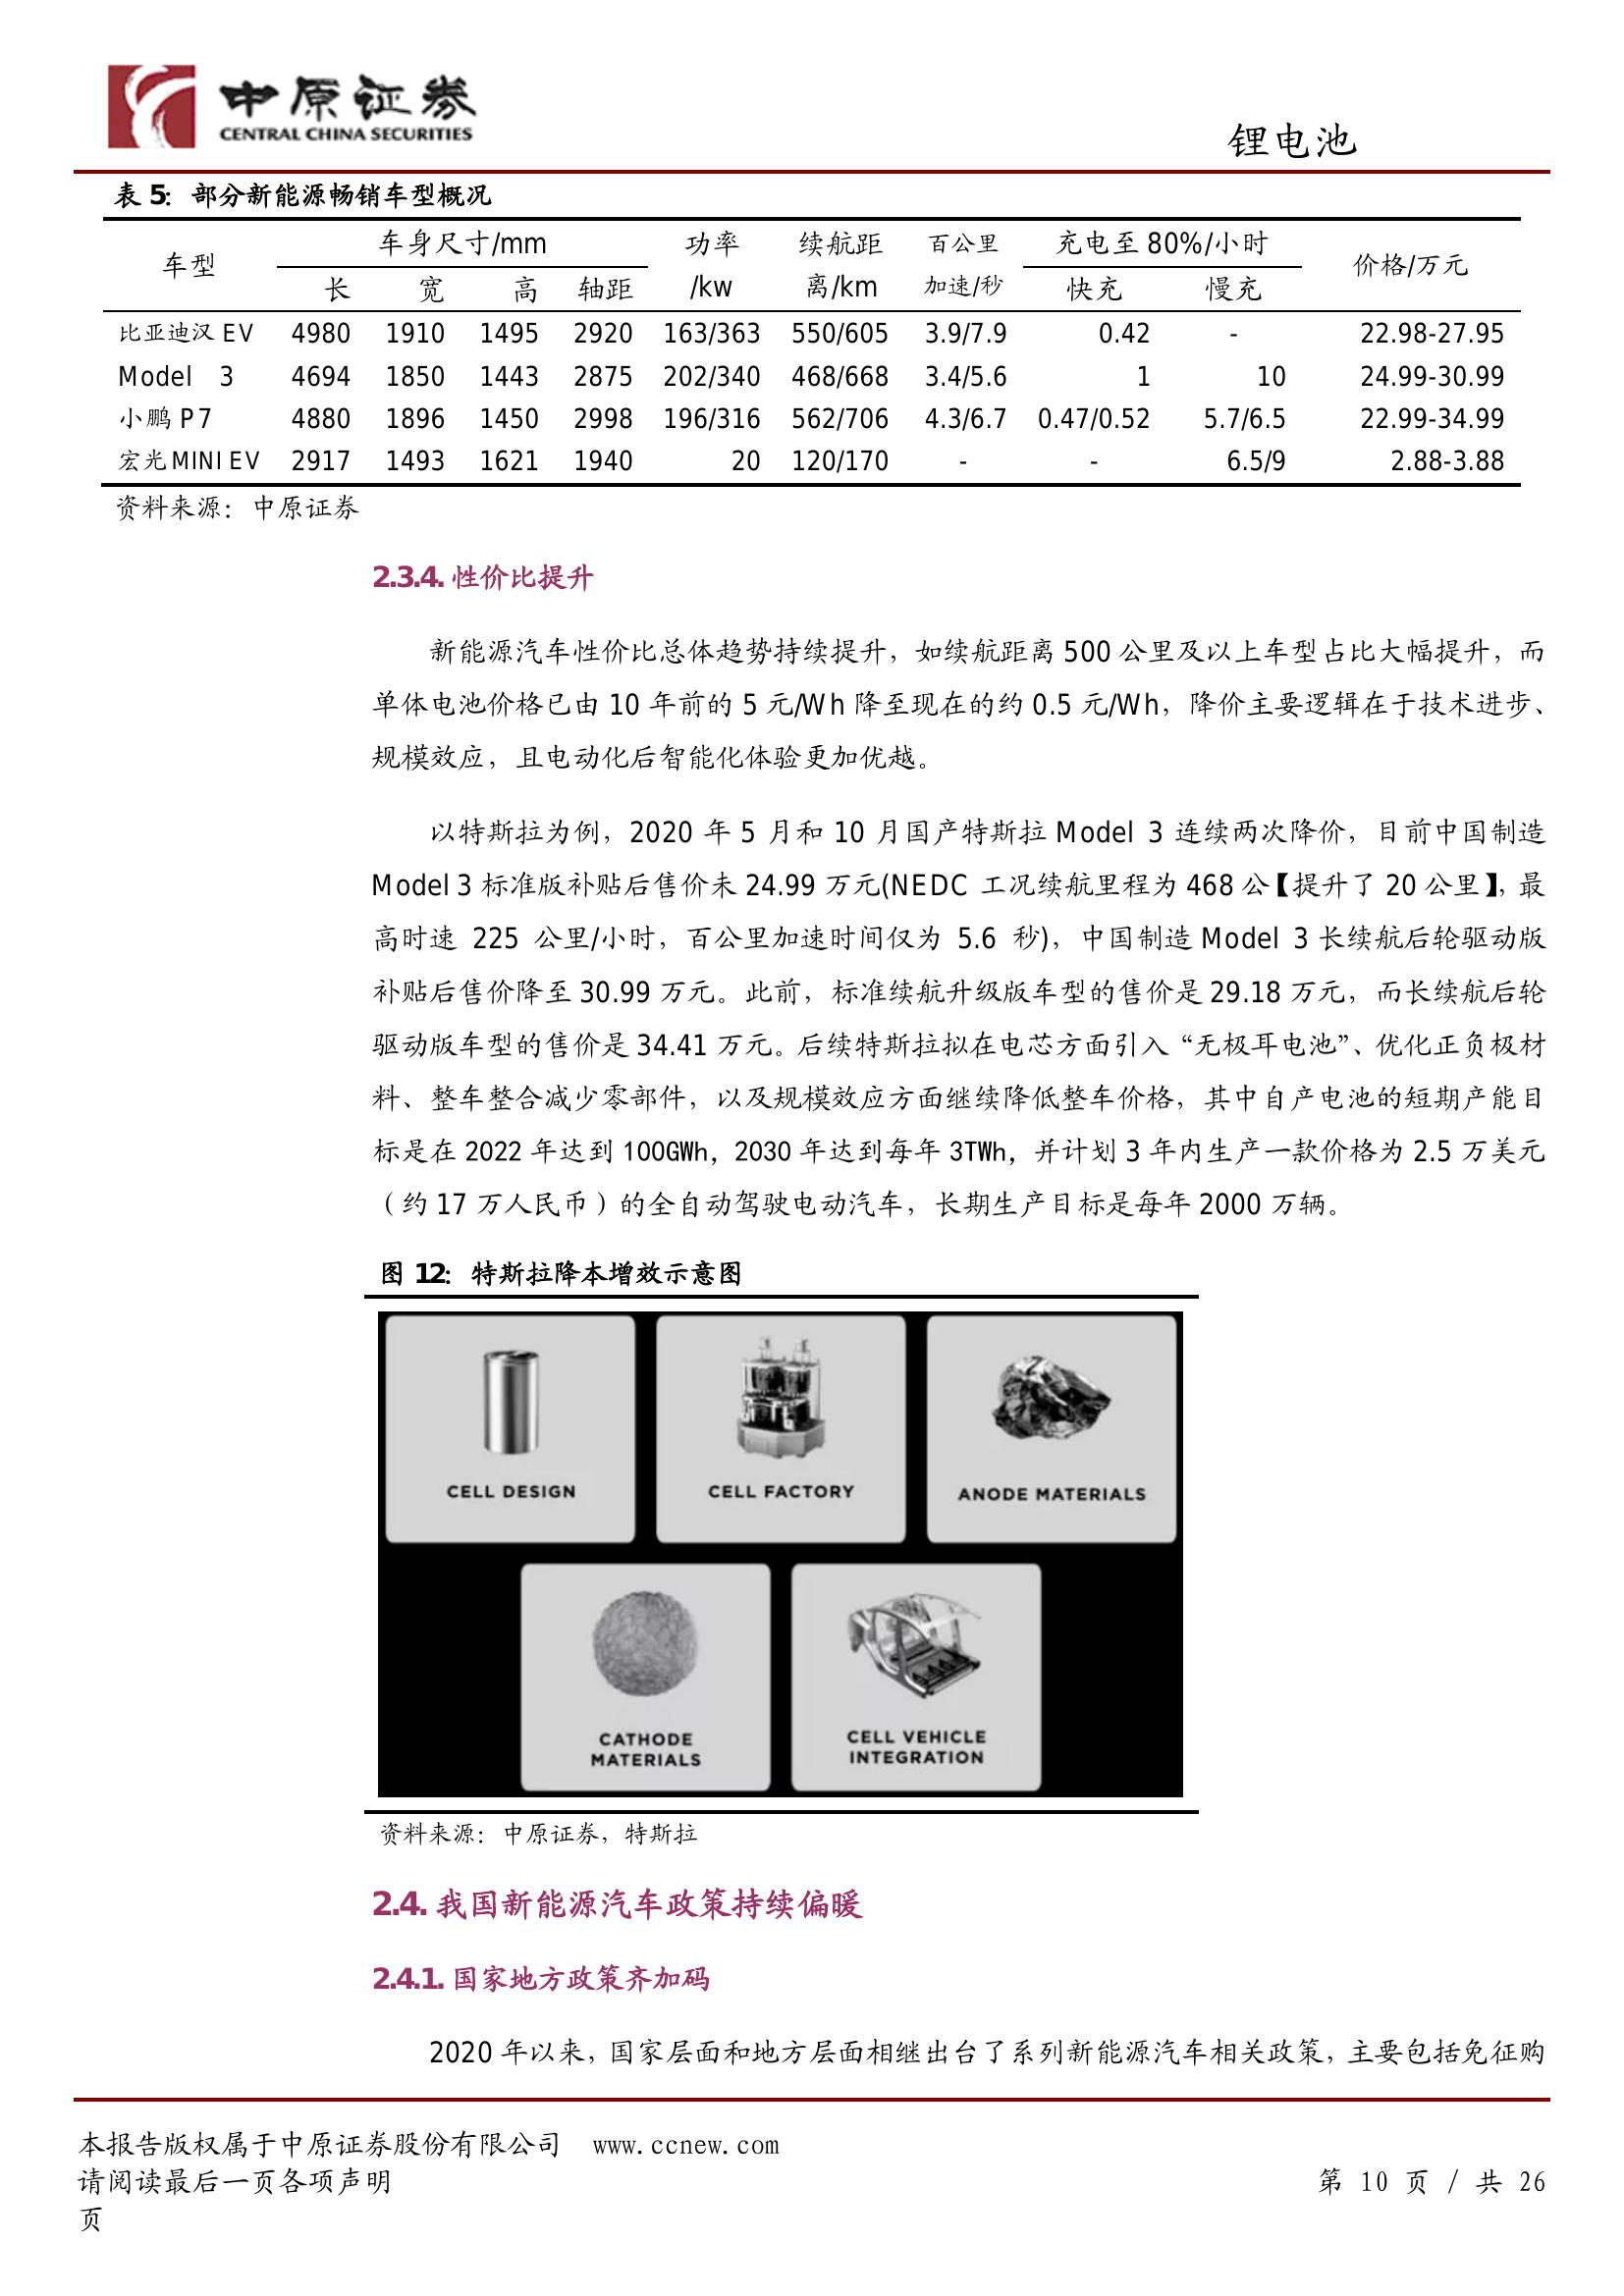 中原证券
CENTRAL CHINA SECURITIES
锂电池
表 5：部分新能源畅销车型概况
车型 车身尺寸/mm 功率 续航距 百公里 充电至 80%/小时 价格/万元
长 宽 高 轴距 /kw 离/km 加速/秒 快充 慢充
比亚迪汉 EV 4980 1910 1495 2920 163/363 550/605 3.9/7.9 0.42 - 22.98-27.95
Model 3 4694 1850 1443 2875 202/340 468/668 3.4/5.6 1 10 24.99-30.99
小鹏 P7 4880 1896 1450 2998 196/316 562/706 4.3/6.7 0.47/0.52 5.7/6.5 22.99-34.99
宏光 MINI EV 2917 1493 1621 1940 20 120/170 - - 6.5/9 2.88-3.88
资料来源：中原证券
2.3.4. 性价比提升
新能源汽车性价比总体趋势持续提升，如续航距离 500 公里及以上车型占比大幅提升，而
单体电池价格已由 10 年前的 5 元/Wh 降至现在的约 0.5 元/Wh，降价主要逻辑在于技术进步、
规模效应，且电动化后智能化体验更加优越。
以特斯拉为例，2020 年 5 月和 10 月国产特斯拉 Model 3 连续两次降价，目前中国制造
Model 3 标准版补贴后售价未 24.99 万元(NEDC 工况续航里程为 468 公【提升了 20 公里】，最
高时速 225 公里/小时，百公里加速时间仅为 5.6 秒)，中国制造 Model 3 长续航后轮驱动版
补贴后售价降至 30.99 万元。此前，标准续航升级版车型的售价是 29.18 万元，而长续航后轮
驱动版车型的售价是 34.41 万元。后续特斯拉拟在电芯方面引入“无极耳电池”、优化正负极材
料、整车整合减少零部件，以及规模效应方面继续降低整车价格，其中自产电池的短期产能目
标是在 2022 年达到 100GWh，2030 年达到每年 3TWh，并计划 3 年内生产一款价格为 2.5 万美元
（约 17 万人民币）的全自动驾驶电动汽车，长期生产目标是每年 2000 万辆。
图 12：特斯拉降本增效示意图
CELL DESIGN CELL FACTORY ANODE MATERIALS
CATHODE
MATERIALS
CELL VEHICLE
INTEGRATION
资料来源：中原证券，特斯拉
2.4. 我国新能源汽车政策持续偏暖
2.4.1. 国家地方政策齐加码
2020 年以来，国家层面和地方层面相继出台了系列新能源汽车相关政策，主要包括免征购
本报告版权属于中原证券股份有限公司 www.ccnew.com
请阅读最后一页各项声明 第 10 页 / 共 26
页